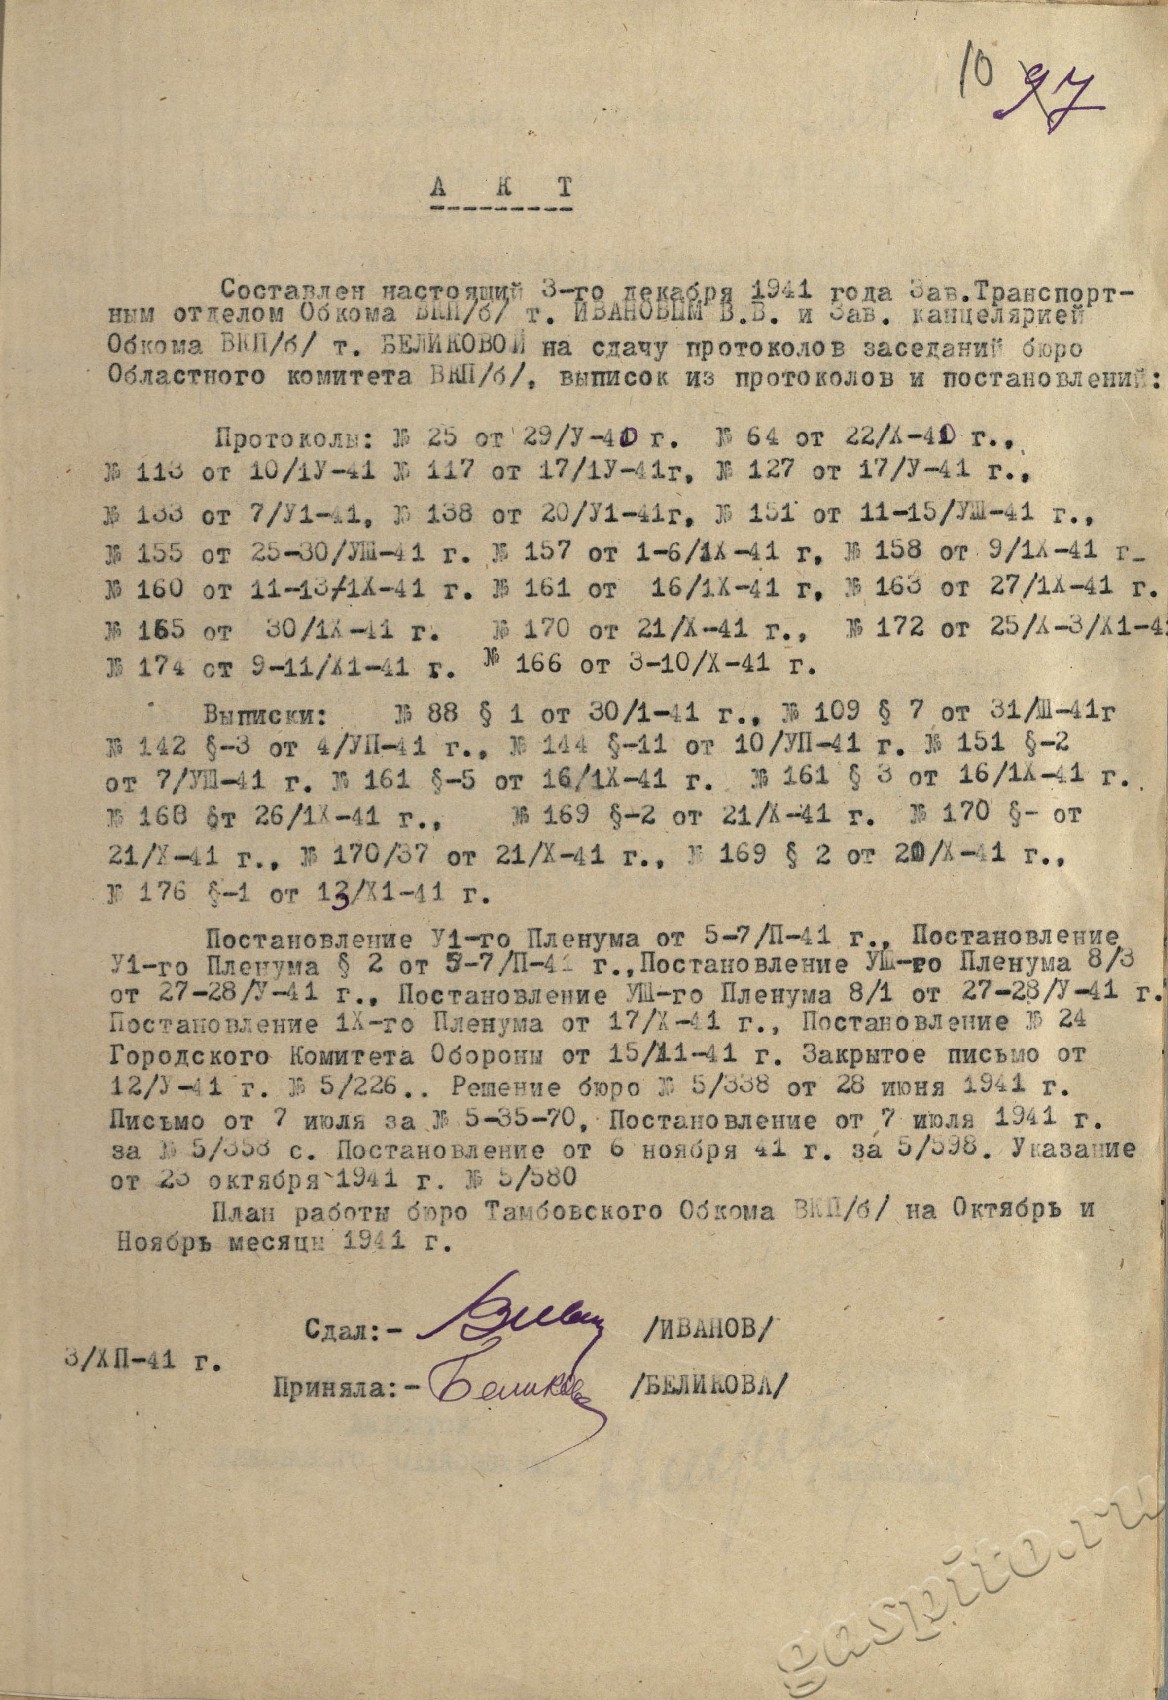 10 97
А К Т
Составлен настоящий 3-го декабря 1941 года Зав.Транспорт-
ным отделом Обкома ВКП/б/ т. ИВАНОВЫМ В.В. и Зав. канцелярией
Обкома ВКП/б/ т. БЕЛИКОВОЙ на сдачу протоколов заседаний бюро
Областного комитета ВКП/б/, выписок из протоколов и постановлений:
Протоколы: № 25 от 29/У-40 г. № 64 от 22/Х-40 г.,
№ 113 от 10/1У-41 № 117 от 17/1У-41г, № 127 от 17/У-41 г.,
№ 133 от 7/У1-41, № 138 от 20/У1-41г, № 151 от 11-15/УШ-41 г.,
№ 155 от 25-30/УШ-41 г. № 157 от 1-6/1Х-41 г, № 158 от 9/1Х-41 г_
№ 160 от 11-13/1Х-41 г. № 161 от 16/1Х-41 г, № 163 от 27/1Х-41 г.
№ 165 от 30/1Х-41 г. № 170 от 21/Х-41 г., № 172 от 25/Х-3/Х1-41
№ 174 от 9-11/Х1-41 г. № 166 от 3-10/Х-41 г.
Выписки: № 88 § 1 от 30/1-41 г., № 109 § 7 от 31/Ш-41г
№ 142 §-3 от 4/УП-41 г., № 144 §-11 от 10/УП-41 г. № 151 §-2
от 7/УШ-41 г. № 161 §-5 от 16/1Х-41 г. № 161 § 3 от 16/1Х-41 г.
№ 168 от 26/1Х-41 г., № 169 §-2 от 21/Х-41 г. № 170 §- от
21/Х-41 г., № 170/37 от 21/Х-41 г., № 169 § 2 от 20/Х-41 г.,
№ 176 §-1 от 13/Х1-41 г.
Постановление У1-го Пленума от 5-7/П-41 г., Постановление
У1-го Пленума § 2 от 5-7/П-41 г.,Постановление УШ-го Пленума 8/3
от 27-28/У-41 г., Постановление УШ-го Пленума 8/1 от 27-28/У-41 г.
Постановление 1Х-го Пленума от 17/Х-41 г., Постановление № 24
Городского Комитета Обороны от 15/11-41 г. Закрытое письмо от
12/У-41 г. № 5/226.. Решение бюро № 5/338 от 28 июня 1941 г.
Письмо от 7 июля за № 5-35-70, Постановление от 7 июля 1941 г.
за № 5/353 с. Постановление от 6 ноября 41 г. за 5/598. Указание
от 23 октября 1941 г. № 5/580
План работы бюро Тамбовского Обкома ВКП/б/ на Октябрь и
Ноябрь месяцы 1941 г.
Сдал:- /ИВАНОВ/
3/ХП-41 г.
Приняла:- Беликова /БЕЛИКОВА/
gaspito.ru